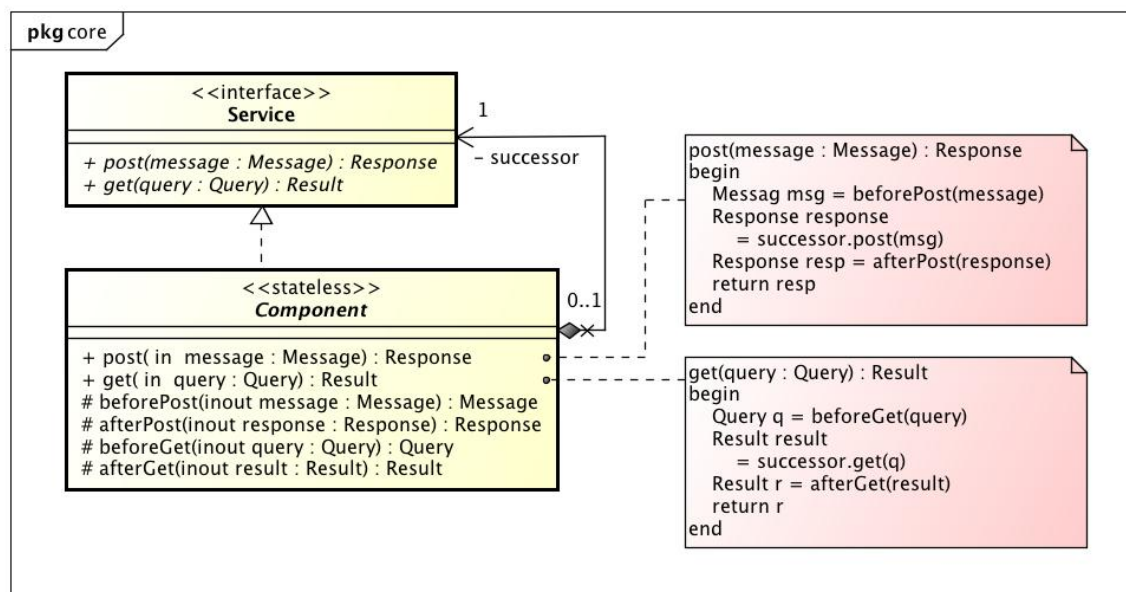 pkg core
<<interface>>
Service
+ post(message : Message) : Response
+ get(query : Query) : Result
1
– successor
<<stateless>>
Component
0..1
+ post( in message : Message) : Response
+ get( in query : Query) : Result
# beforePost(inout message : Message) : Message
# afterPost(inout response : Response) : Response
# beforeGet(inout query : Query) : Query
# afterGet(inout result : Result) : Result
post(message : Message) : Response
begin
Messag msg = beforePost(message)
Response response
= successor.post(msg)
Response resp = afterPost(response)
return resp
end
get(query : Query) : Result
begin
Query q = beforeGet(query)
Result result
= successor.get(q)
Result r = afterGet(result)
return r
end